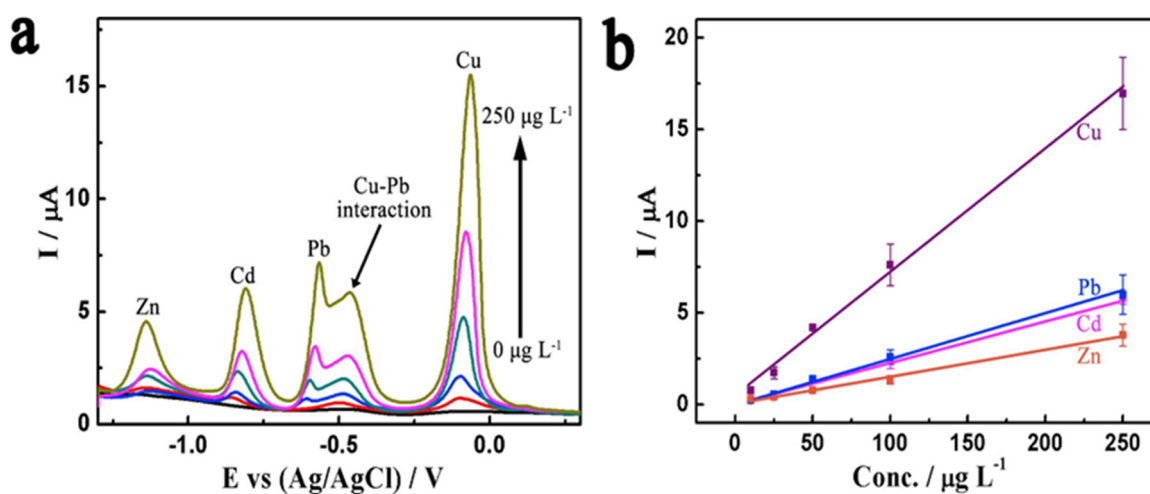 a
15
10
5
0
I / μA
Zn
Cd
Pb
Cu-Pb
interaction
Cu
250 μg L-1
0 μg L-1
-1.0
-0.5
0.0
E vs (Ag/AgCl) / V
b
20
15
10
5
0
I / μA
Cu
Pb
Cd
Zn
0
50
100
150
200
250
Conc. / μg L-1